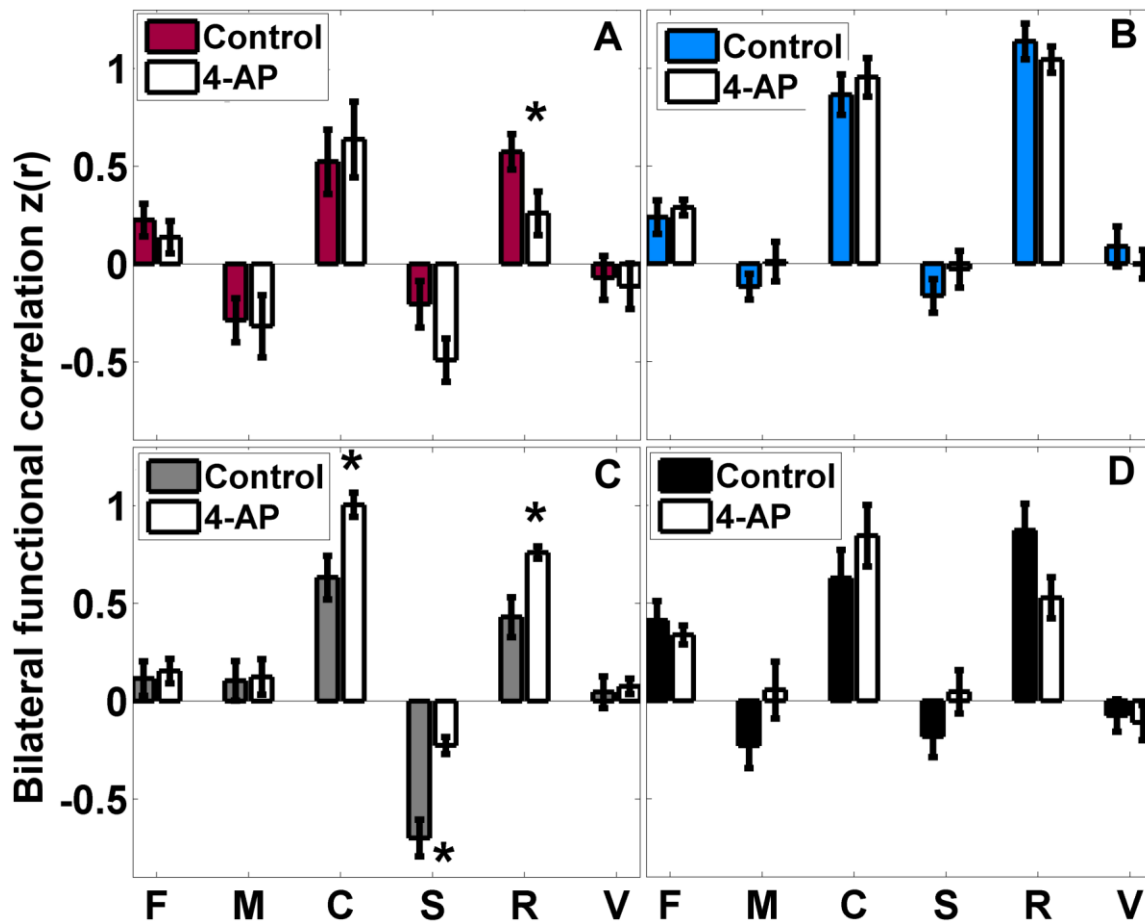 Bilateral functional correlation z(r)
Control
4-AP
A
*
1
0.5
0
-0.5
Control
4-AP
B
Control
4-AP
C
*
*
*
1
0.5
0
-0.5
Control
4-AP
D
F M C S R V
F M C S R V